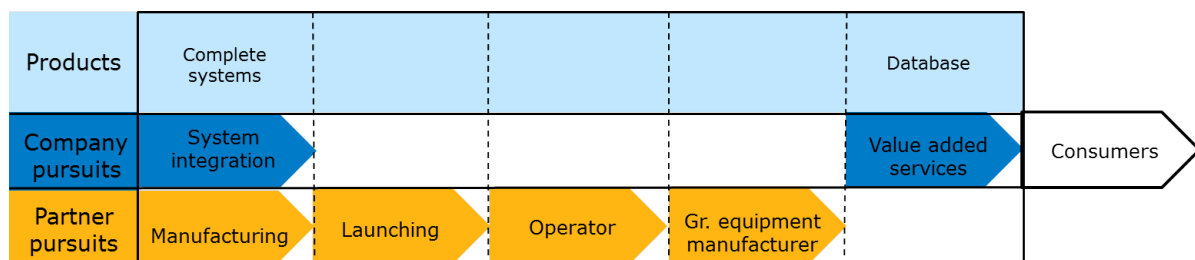 Products
Complete
systems
Database
Company
pursuits
System
integration
Value added
services
Consumers
Partner
pursuits
Manufacturing
Launching
Operator
Gr. equipment
manufacturer